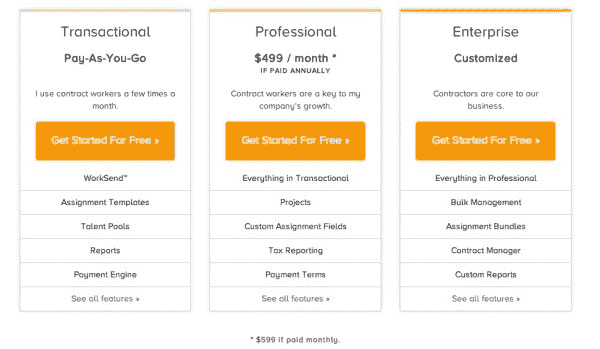 Transactional
Pay-As-You-Go
I use contract workers a few times a
month.
Get Started For Free »
WorkSend™
Assignment Templates
Talent Pools
Reports
Payment Engine
See all features »
Professional
$499 / month *
IF PAID ANNUALLY
Contract workers are a key to my
company's growth.
Get Started For Free »
Everything in Transactional
Projects
Custom Assignment Fields
Tax Reporting
Payment Terms
See all features »
Enterprise
Customized
Contractors are core to our
business.
Get Started For Free »
Everything in Professional
Bulk Management
Assignment Bundles
Contract Manager
Custom Reports
See all features »
* $599 if paid monthly.